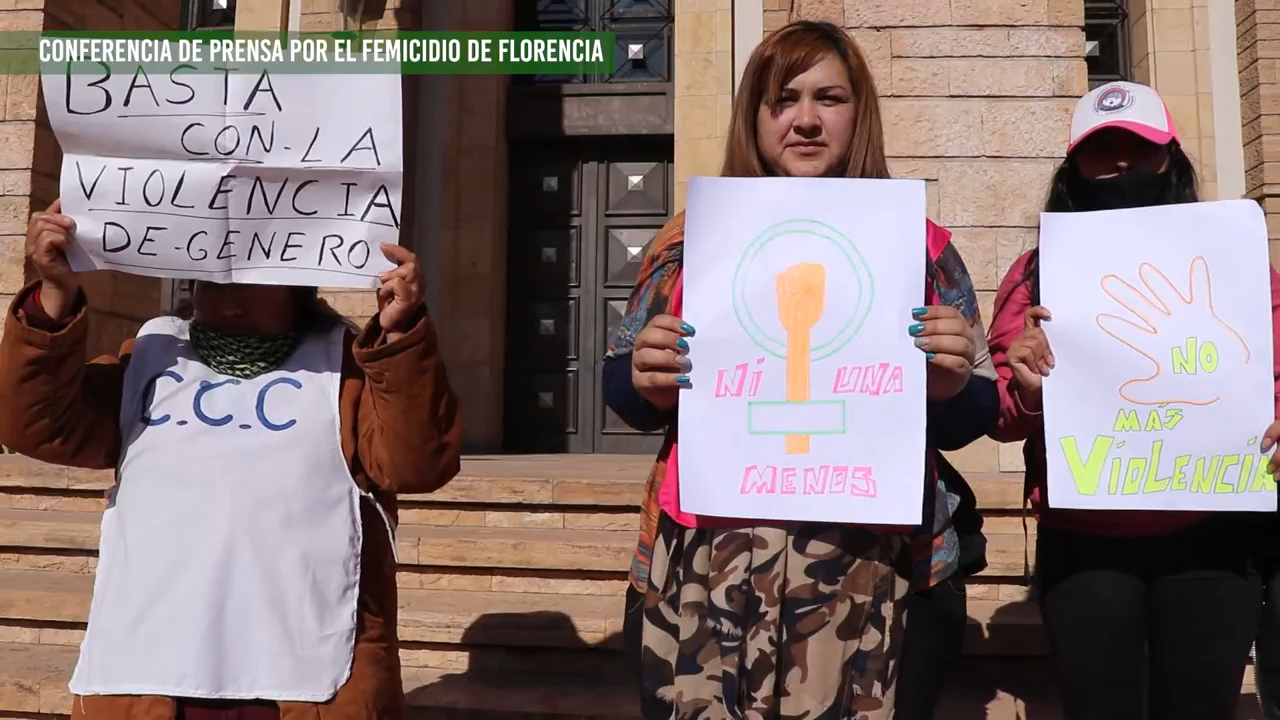 CONFERENCIA DE PRENSA POR EL FEMICIDIO DE FLORENCIA
BASTA
CON-LA
VIOLENCIA
DE-GENERO
C.C.C
NI UNA
MENOS
NO
MÁS
VIOLENCIA